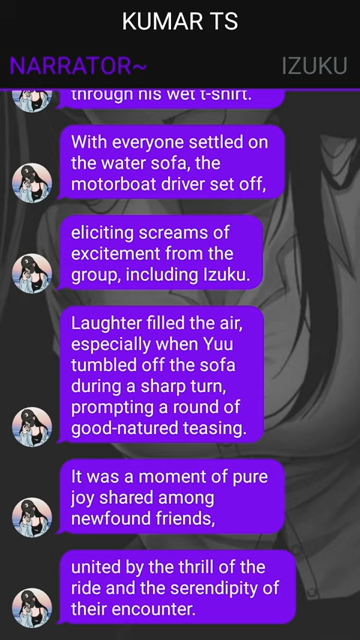 KUMAR TS
NARRATOR~ IZUKU
through his wet t-shirt.
With everyone settled on
the water sofa, the
motorboat driver set off,
eliciting screams of
excitement from the
group, including Izuku.
Laughter filled the air,
especially when Yuu
tumbled off the sofa
during a sharp turn,
prompting a round of
good-natured teasing.
It was a moment of pure
joy shared among
newfound friends,
united by the thrill of the
ride and the serendipity of
their encounter.